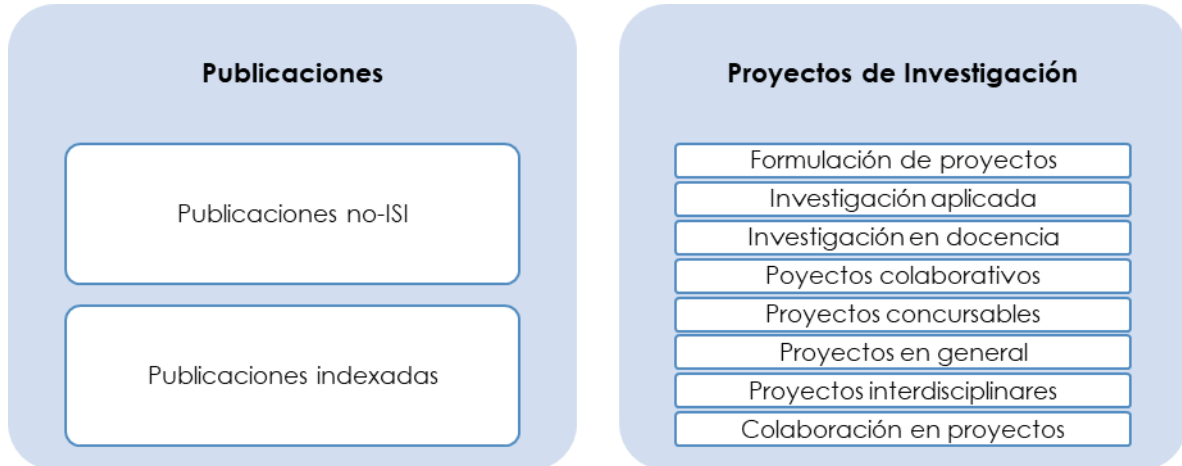 Publicaciones
Publicaciones no-ISI
Publicaciones indexadas
Proyectos de Investigación
Formulación de proyectos
Investigación aplicada
Investigación en docencia
Poyectos colaborativos
Proyectos concursables
Proyectos en general
Proyectos interdisciplinares
Colaboración en proyectos